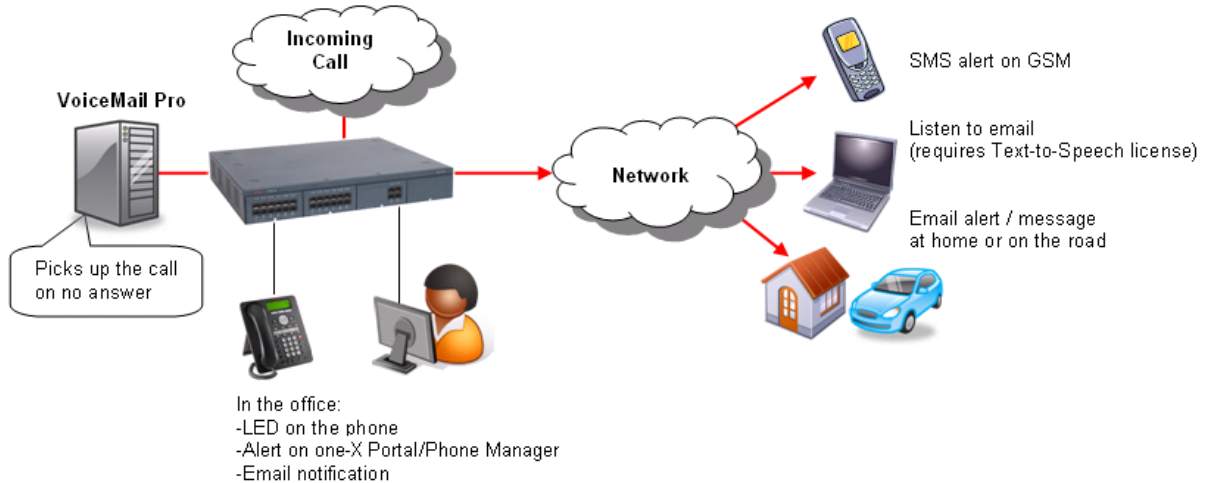 Incoming
Call
VoiceMail Pro
Picks up the call
on no answer
Network
SMS alert on GSM
Listen to email
(requires Text-to-Speech license)
Email alert / message
at home or on the road
In the office:
-LED on the phone
-Alert on one-X Portal/Phone Manager
-Email notification